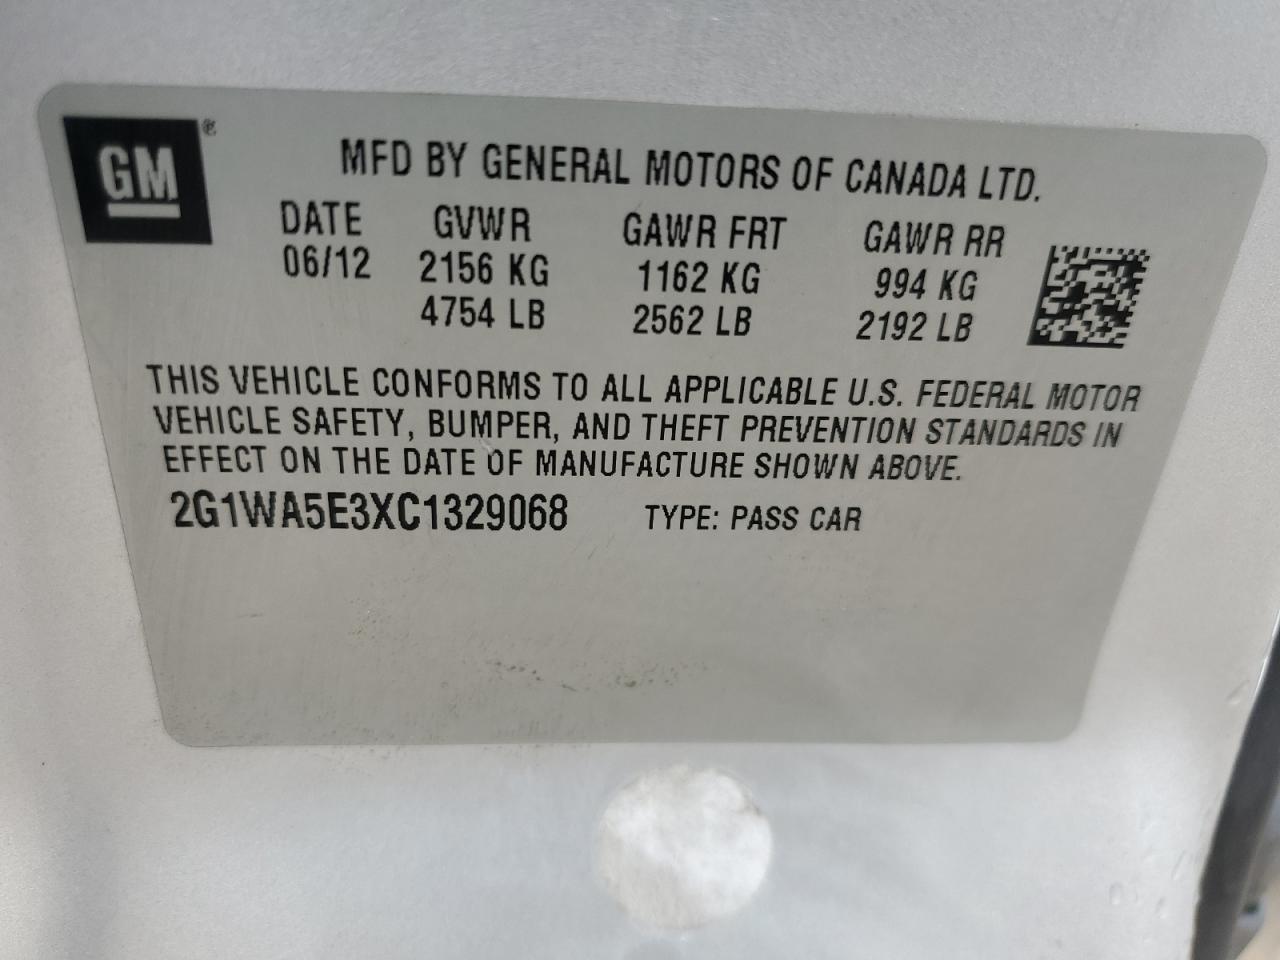 GM®
MFD BY GENERAL MOTORS OF CANADA LTD.
DATE GVWR GAWR FRT GAWR RR
06/12 2156 KG 1162 KG 994 KG
4754 LB 2562 LB 2192 LB
THIS VEHICLE CONFORMS TO ALL APPLICABLE U.S. FEDERAL MOTOR
VEHICLE SAFETY, BUMPER, AND THEFT PREVENTION STANDARDS IN
EFFECT ON THE DATE OF MANUFACTURE SHOWN ABOVE.
2G1WA5E3XC1329068 TYPE: PASS CAR